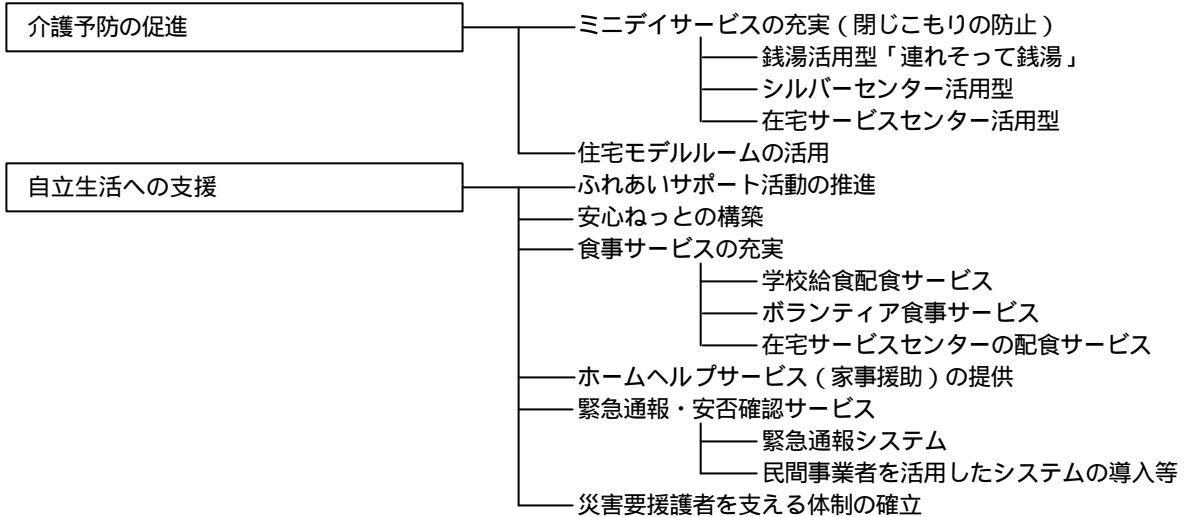 介護予防の促進
ミニデイサービスの充実(閉じこもりの防止)
銭湯活用型「連れそって銭湯」
シルバーセンター活用型
在宅サービスセンター活用型
住宅モデルルームの活用
自立生活への支援
ふれあいサポート活動の推進
安心ねっとの構築
食事サービスの充実
学校給食配食サービス
ボランティア食事サービス
在宅サービスセンターの配食サービス
ホームヘルプサービス(家事援助)の提供
緊急通報・安否確認サービス
緊急通報システム
民間事業者を活用したシステムの導入等
災害要援護者を支える体制の確立